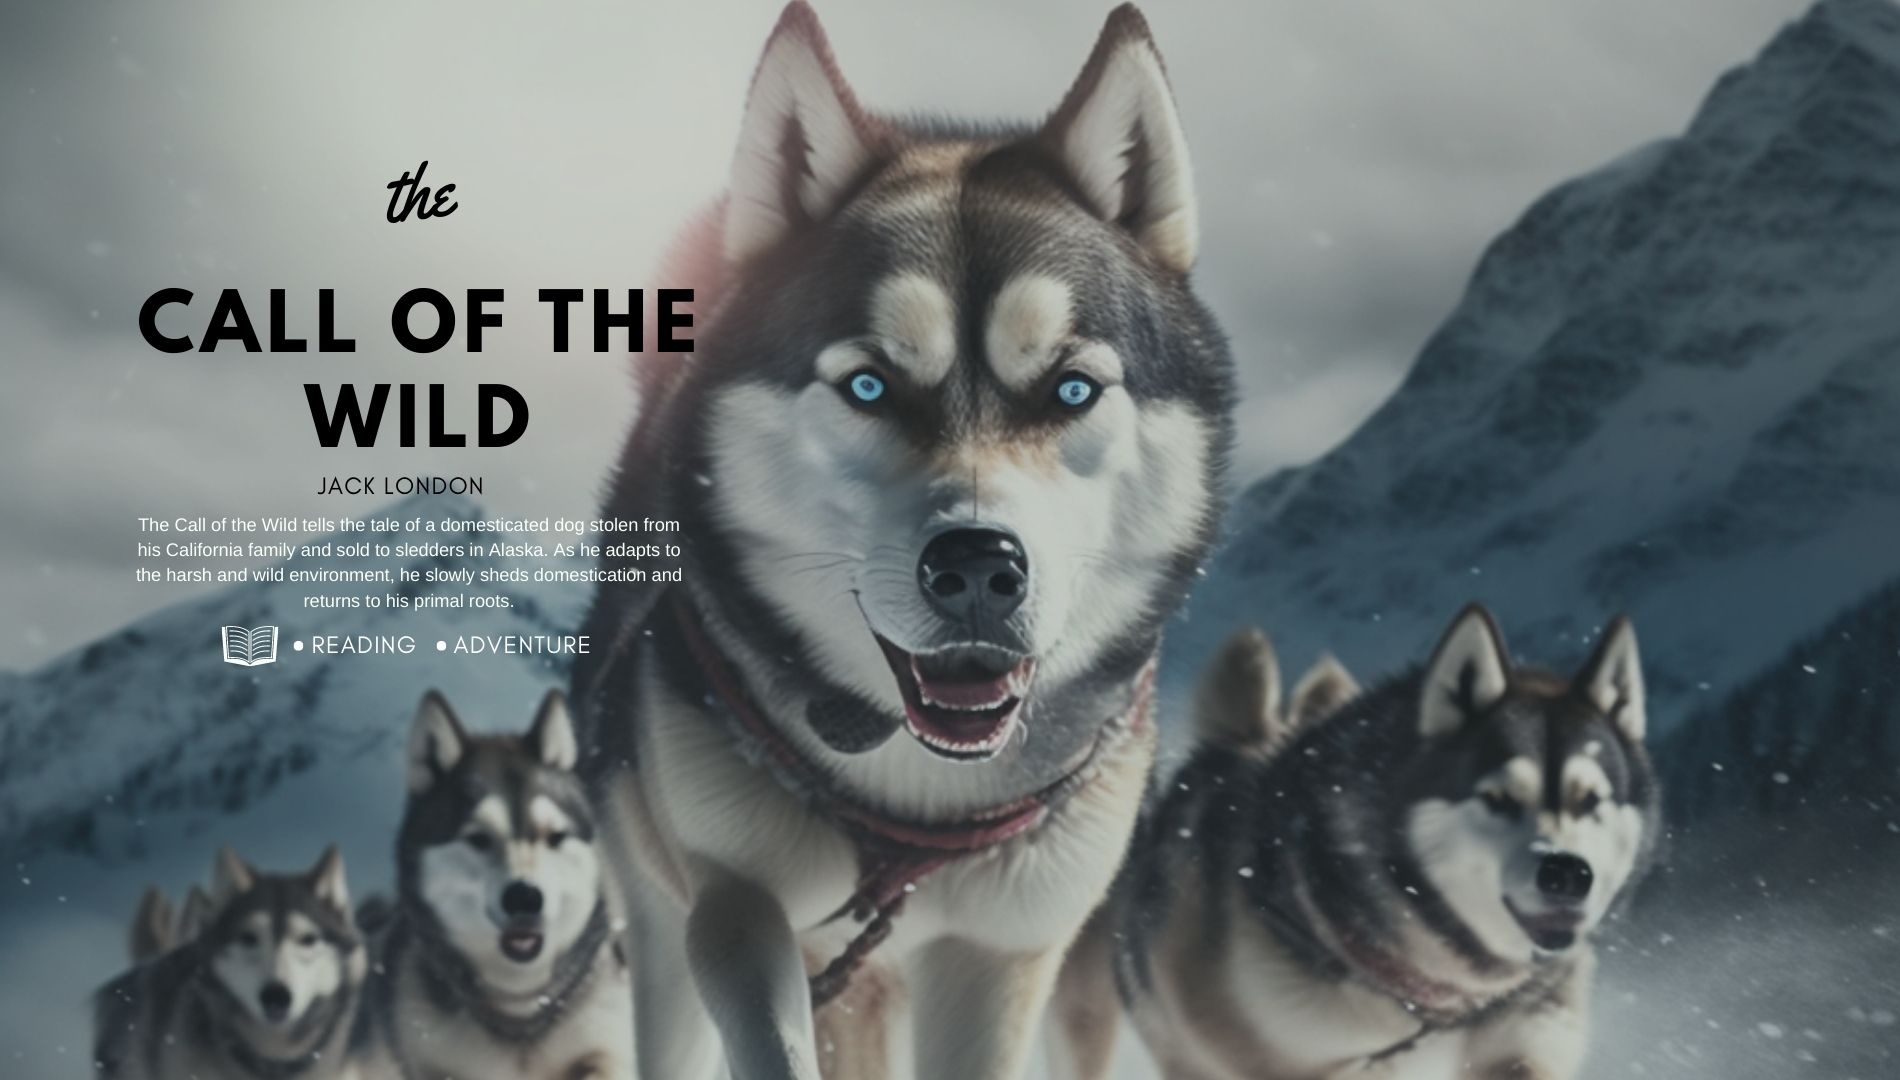 the
CALL OF THE
WILD
JACK LONDON
The Call of the Wild tells the tale of a domesticated dog stolen from
his California family and sold to sledders in Alaska. As he adapts to
the harsh and wild environment, he slowly sheds domestication and
returns to his primal roots.
• READING • ADVENTURE